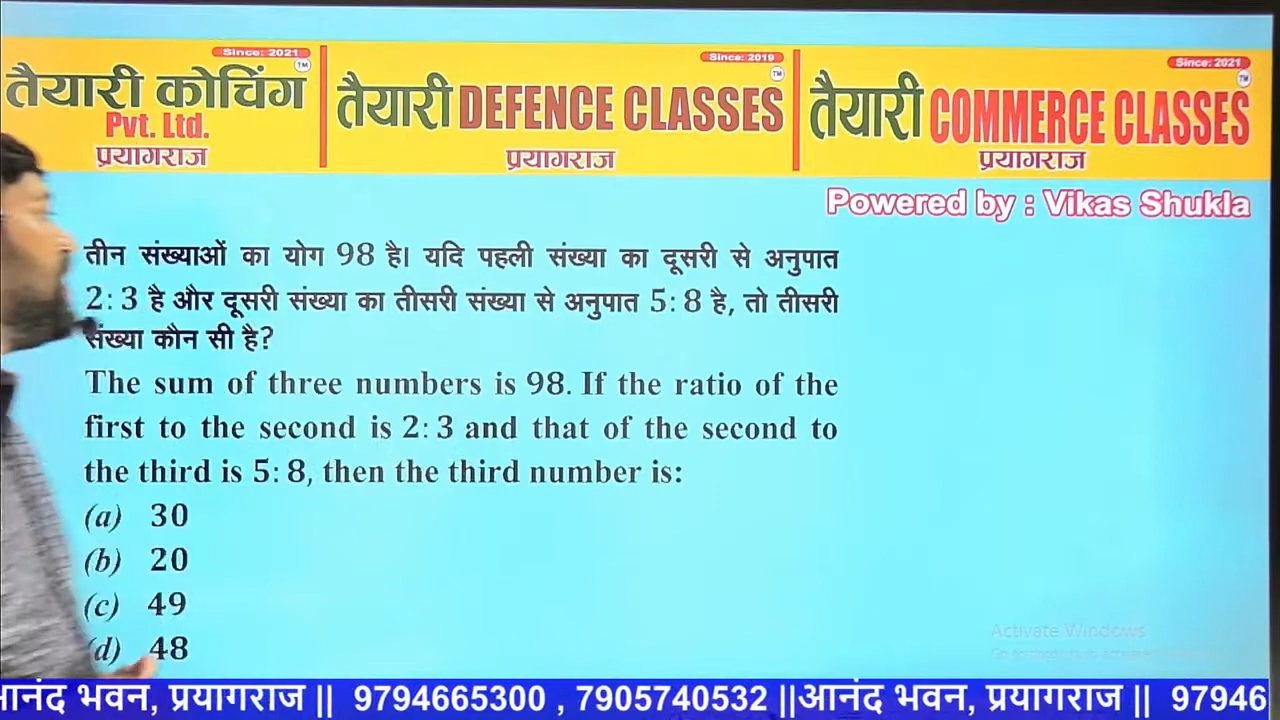 Since: 2021
TM
तैयारी कोचिंग
Pvt. Ltd.
प्रयागराज
Since: 2019
TM
तैयारी DEFENCE CLASSES
प्रयागराज
Since: 2021
TM
तैयारी COMMERCE CLASSES
प्रयागराज
Powered by : Vikas Shukla
तीन संख्याओं का योग 98 है। यदि पहली संख्या का दूसरी से अनुपात
2: 3 है और दूसरी संख्या का तीसरी संख्या से अनुपात 5: 8 है, तो तीसरी
संख्या कौन सी है?
The sum of three numbers is 98. If the ratio of the
first to the second is 2: 3 and that of the second to
the third is 5: 8, then the third number is:
(a) 30
(b) 20
(c) 49
(d) 48
Activate Windows
आनंद भवन, प्रयागराज || 9794665300 , 7905740532 ||आनंद भवन, प्रयागराज || 97946